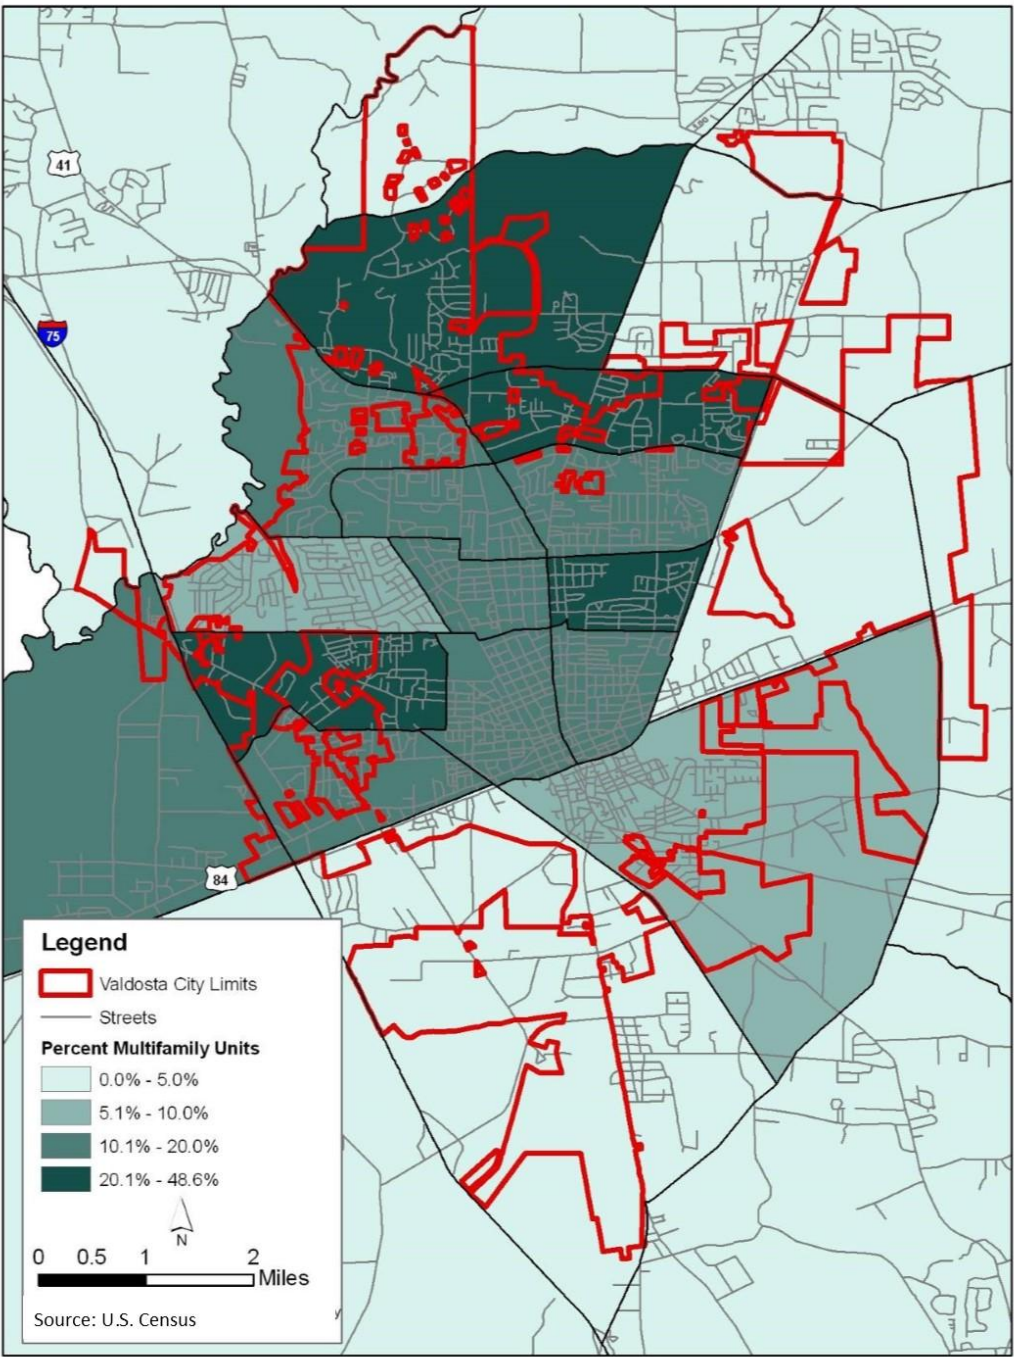 41
75
84
Legend
Valdosta City Limits
Streets
Percent Multifamily Units
0.0% - 5.0%
5.1% - 10.0%
10.1% - 20.0%
20.1% - 48.6%
N
0 0.5 1 2
Miles
Source: U.S. Census
y